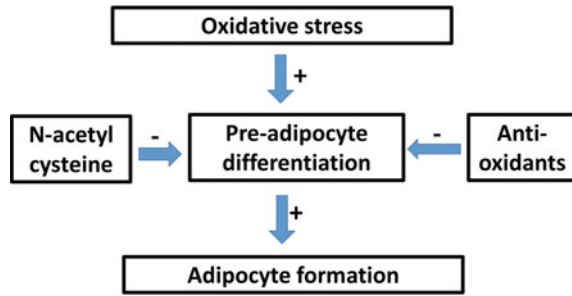 Oxidative stress
+
N-acetyl
cysteine
-
Pre-adipocyte
differentiation
-
Anti-
oxidants
+
Adipocyte formation